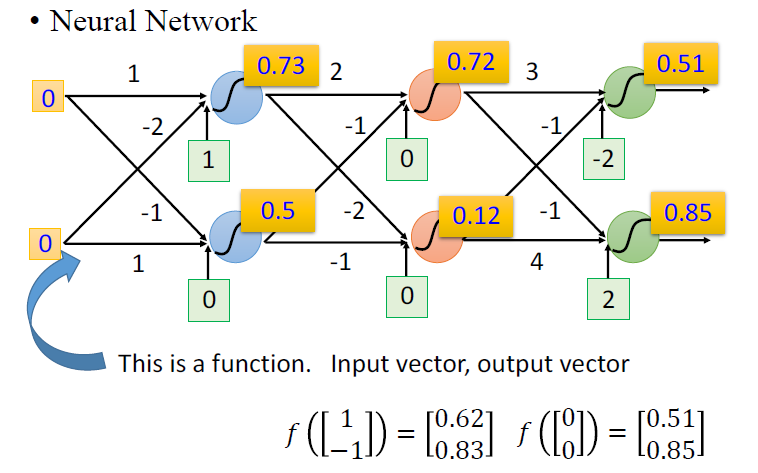 • Neural Network
0 1 0.73 2 0.72 3 0.51
-2 -1 -1
1 0 -2
-1 0.5 -2 0.12 -1 0.85
0 1 -1 4
0 0 2
This is a function. Input vector, output vector
f([1 -1]) = [0.62 0.83] f([0 0]) = [0.51 0.85]